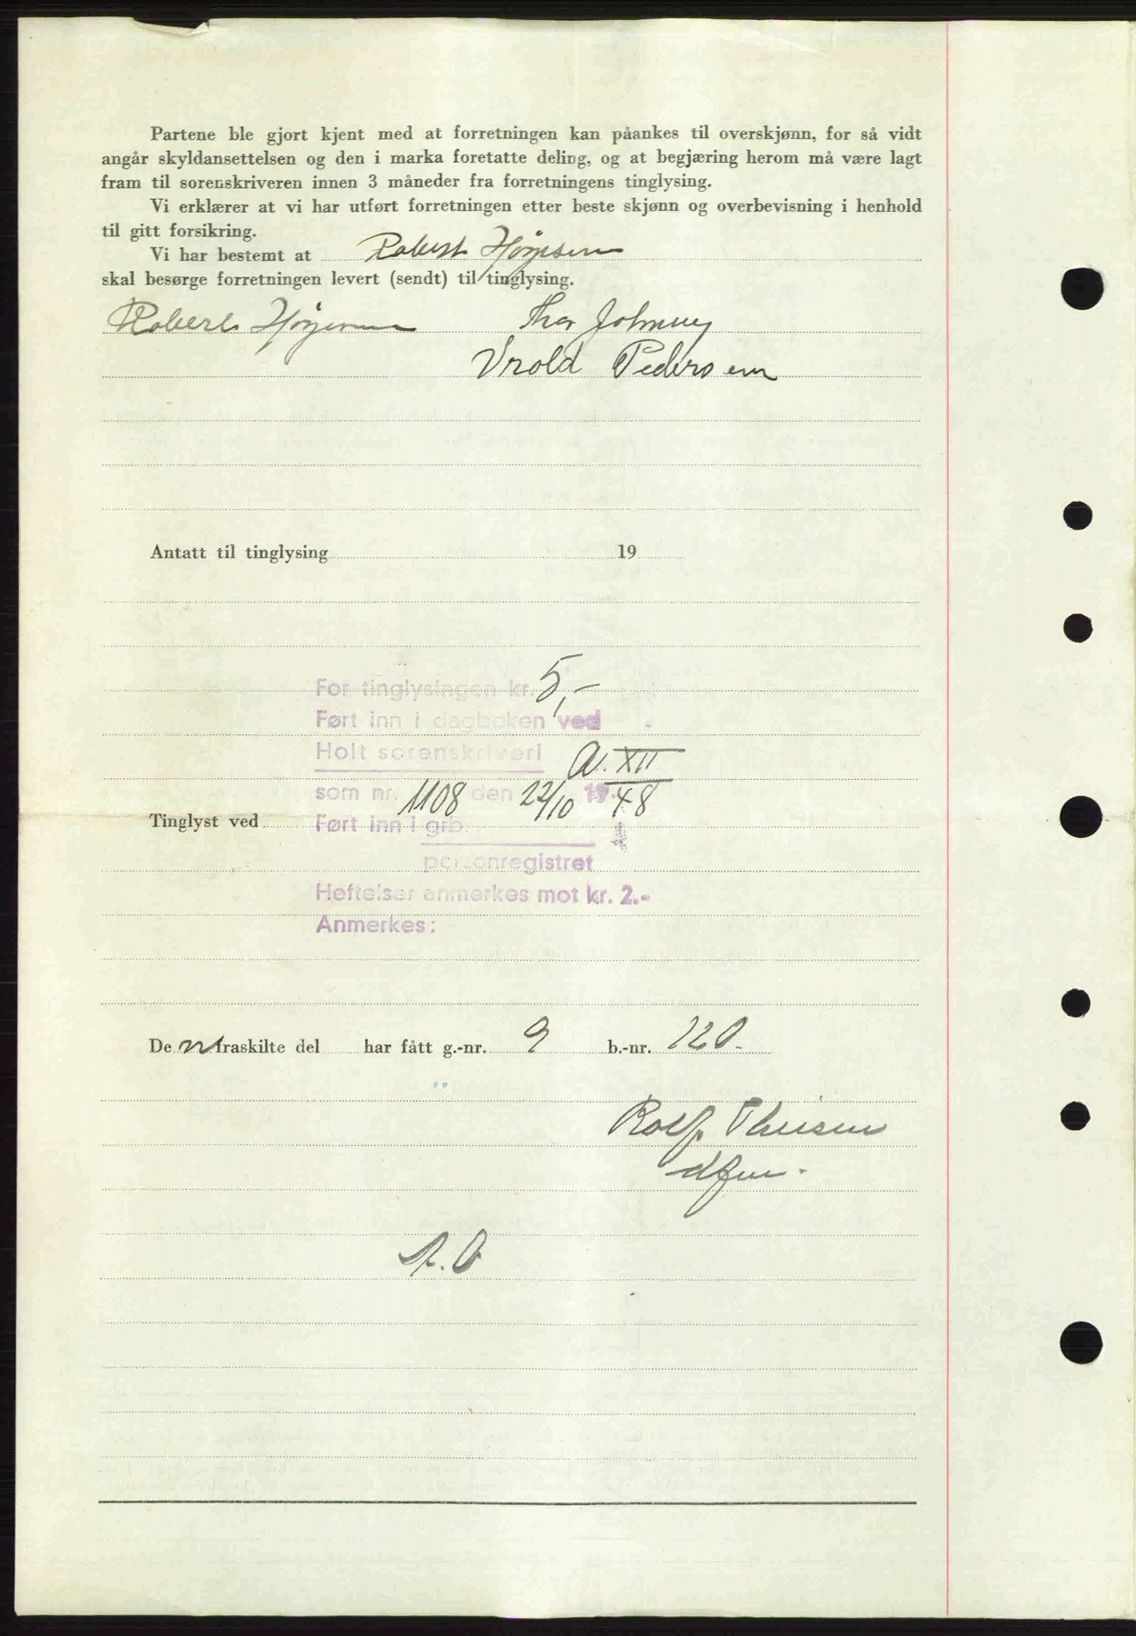 Partene ble gjort kjent med at forretningen kan påankes til overskjønn, for så vidt
angår skyldansettelsen og den i marka foretatte deling, og at begjæring herom må være lagt
fram til sorenskriveren innen 3 måneder fra forretningens tinglysing.
Vi erklærer at vi har utført forretningen etter beste skjønn og overbevisning i henhold
til gitt forsikring.
Vi har bestemt at Robert
skal besørge forretningen levert (sendt) til tinglysing.
Robert
Pedersen
Antatt til tinglysing 19
For tinglysingen kr. 5,-
Ført inn i dagboken ved
Holt sorenskriveri A. XII
som nr. 1108 den 22/10 1948
Tinglyst ved Ført inn i grb.
personregistret
Heftelser anmerkes mot kr. 2.-
Anmerkes:
De n fraskilte del har fått g.-nr. 9 b.-nr. 120.
Rolf